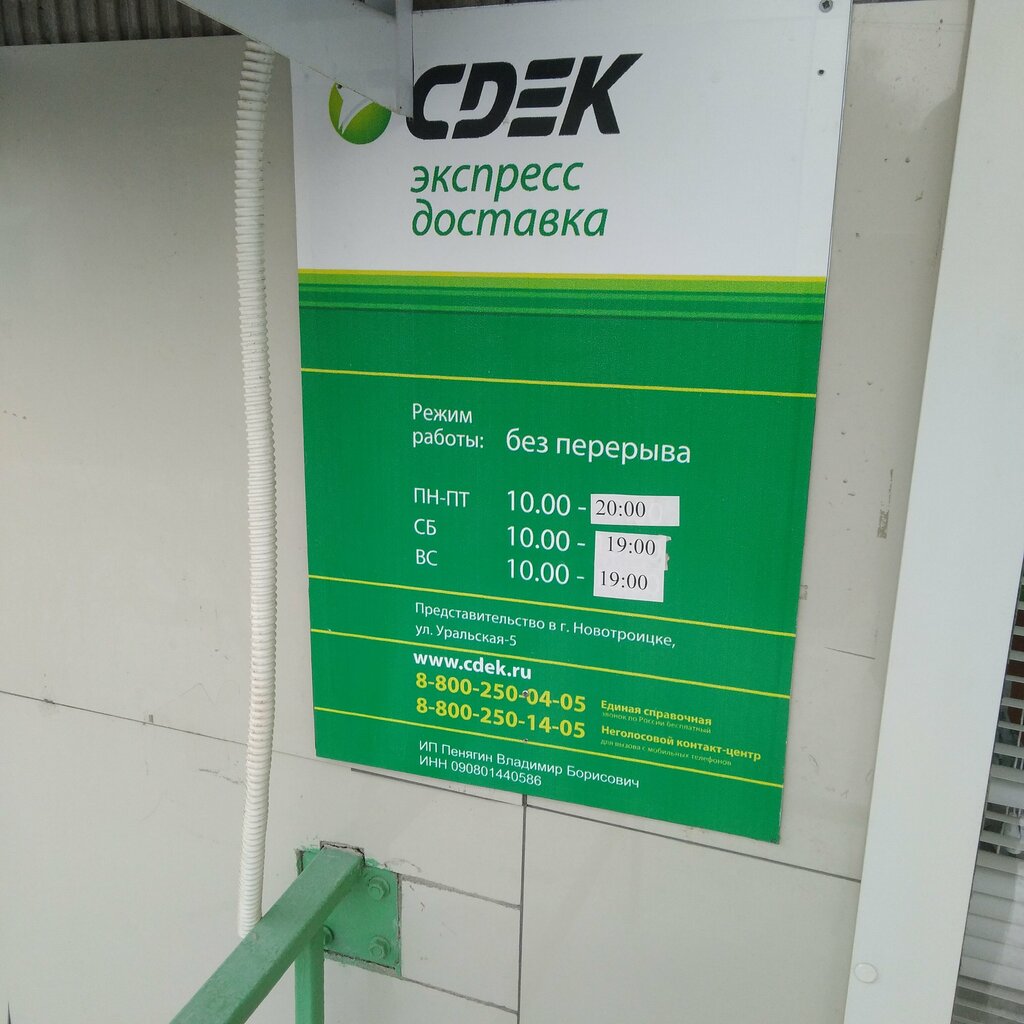 CDEK
экспресс
доставка
Режим
работы: без перерыва
ПН-ПТ 10.00 - 20:00
СБ 10.00 - 19:00
ВС 10.00 - 19:00
Представительство в г. Новотроицке,
ул. Уральская-5
www.cdek.ru
8-800-250-04-05 Единая справочная
звонок по России бесплатный
8-800-250-14-05 Неголосовой контакт-центр
для вызова с мобильных телефонов
ИП Пенягин Владимир Борисович
ИНН 090801440586